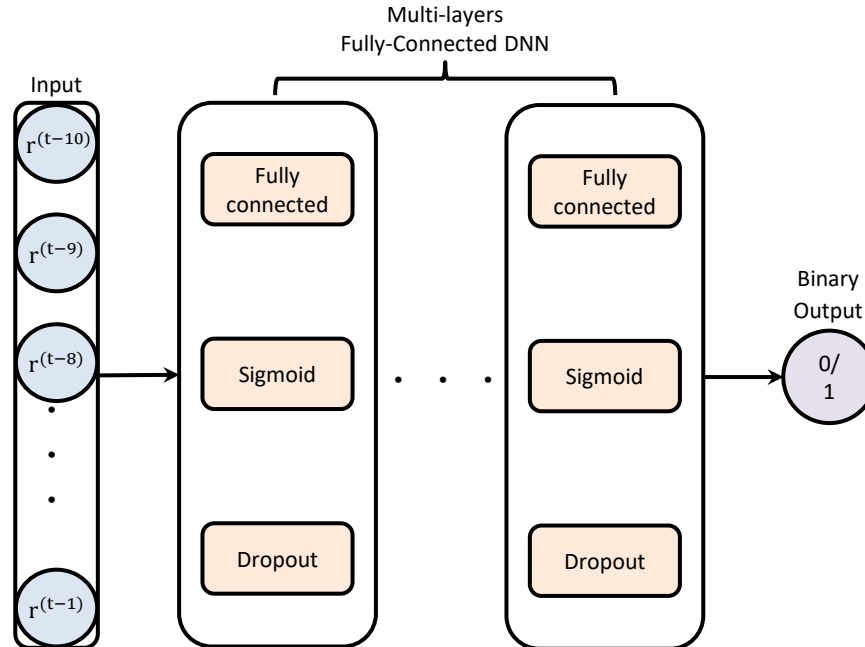 Multi-layers
Fully-Connected DNN
Input
r^(t−10)
r^(t−9)
r^(t−8)
.
.
.
r^(t−1)
Fully
connected
Sigmoid
Dropout
. . .
Fully
connected
Sigmoid
Dropout
Binary
Output
0/
1